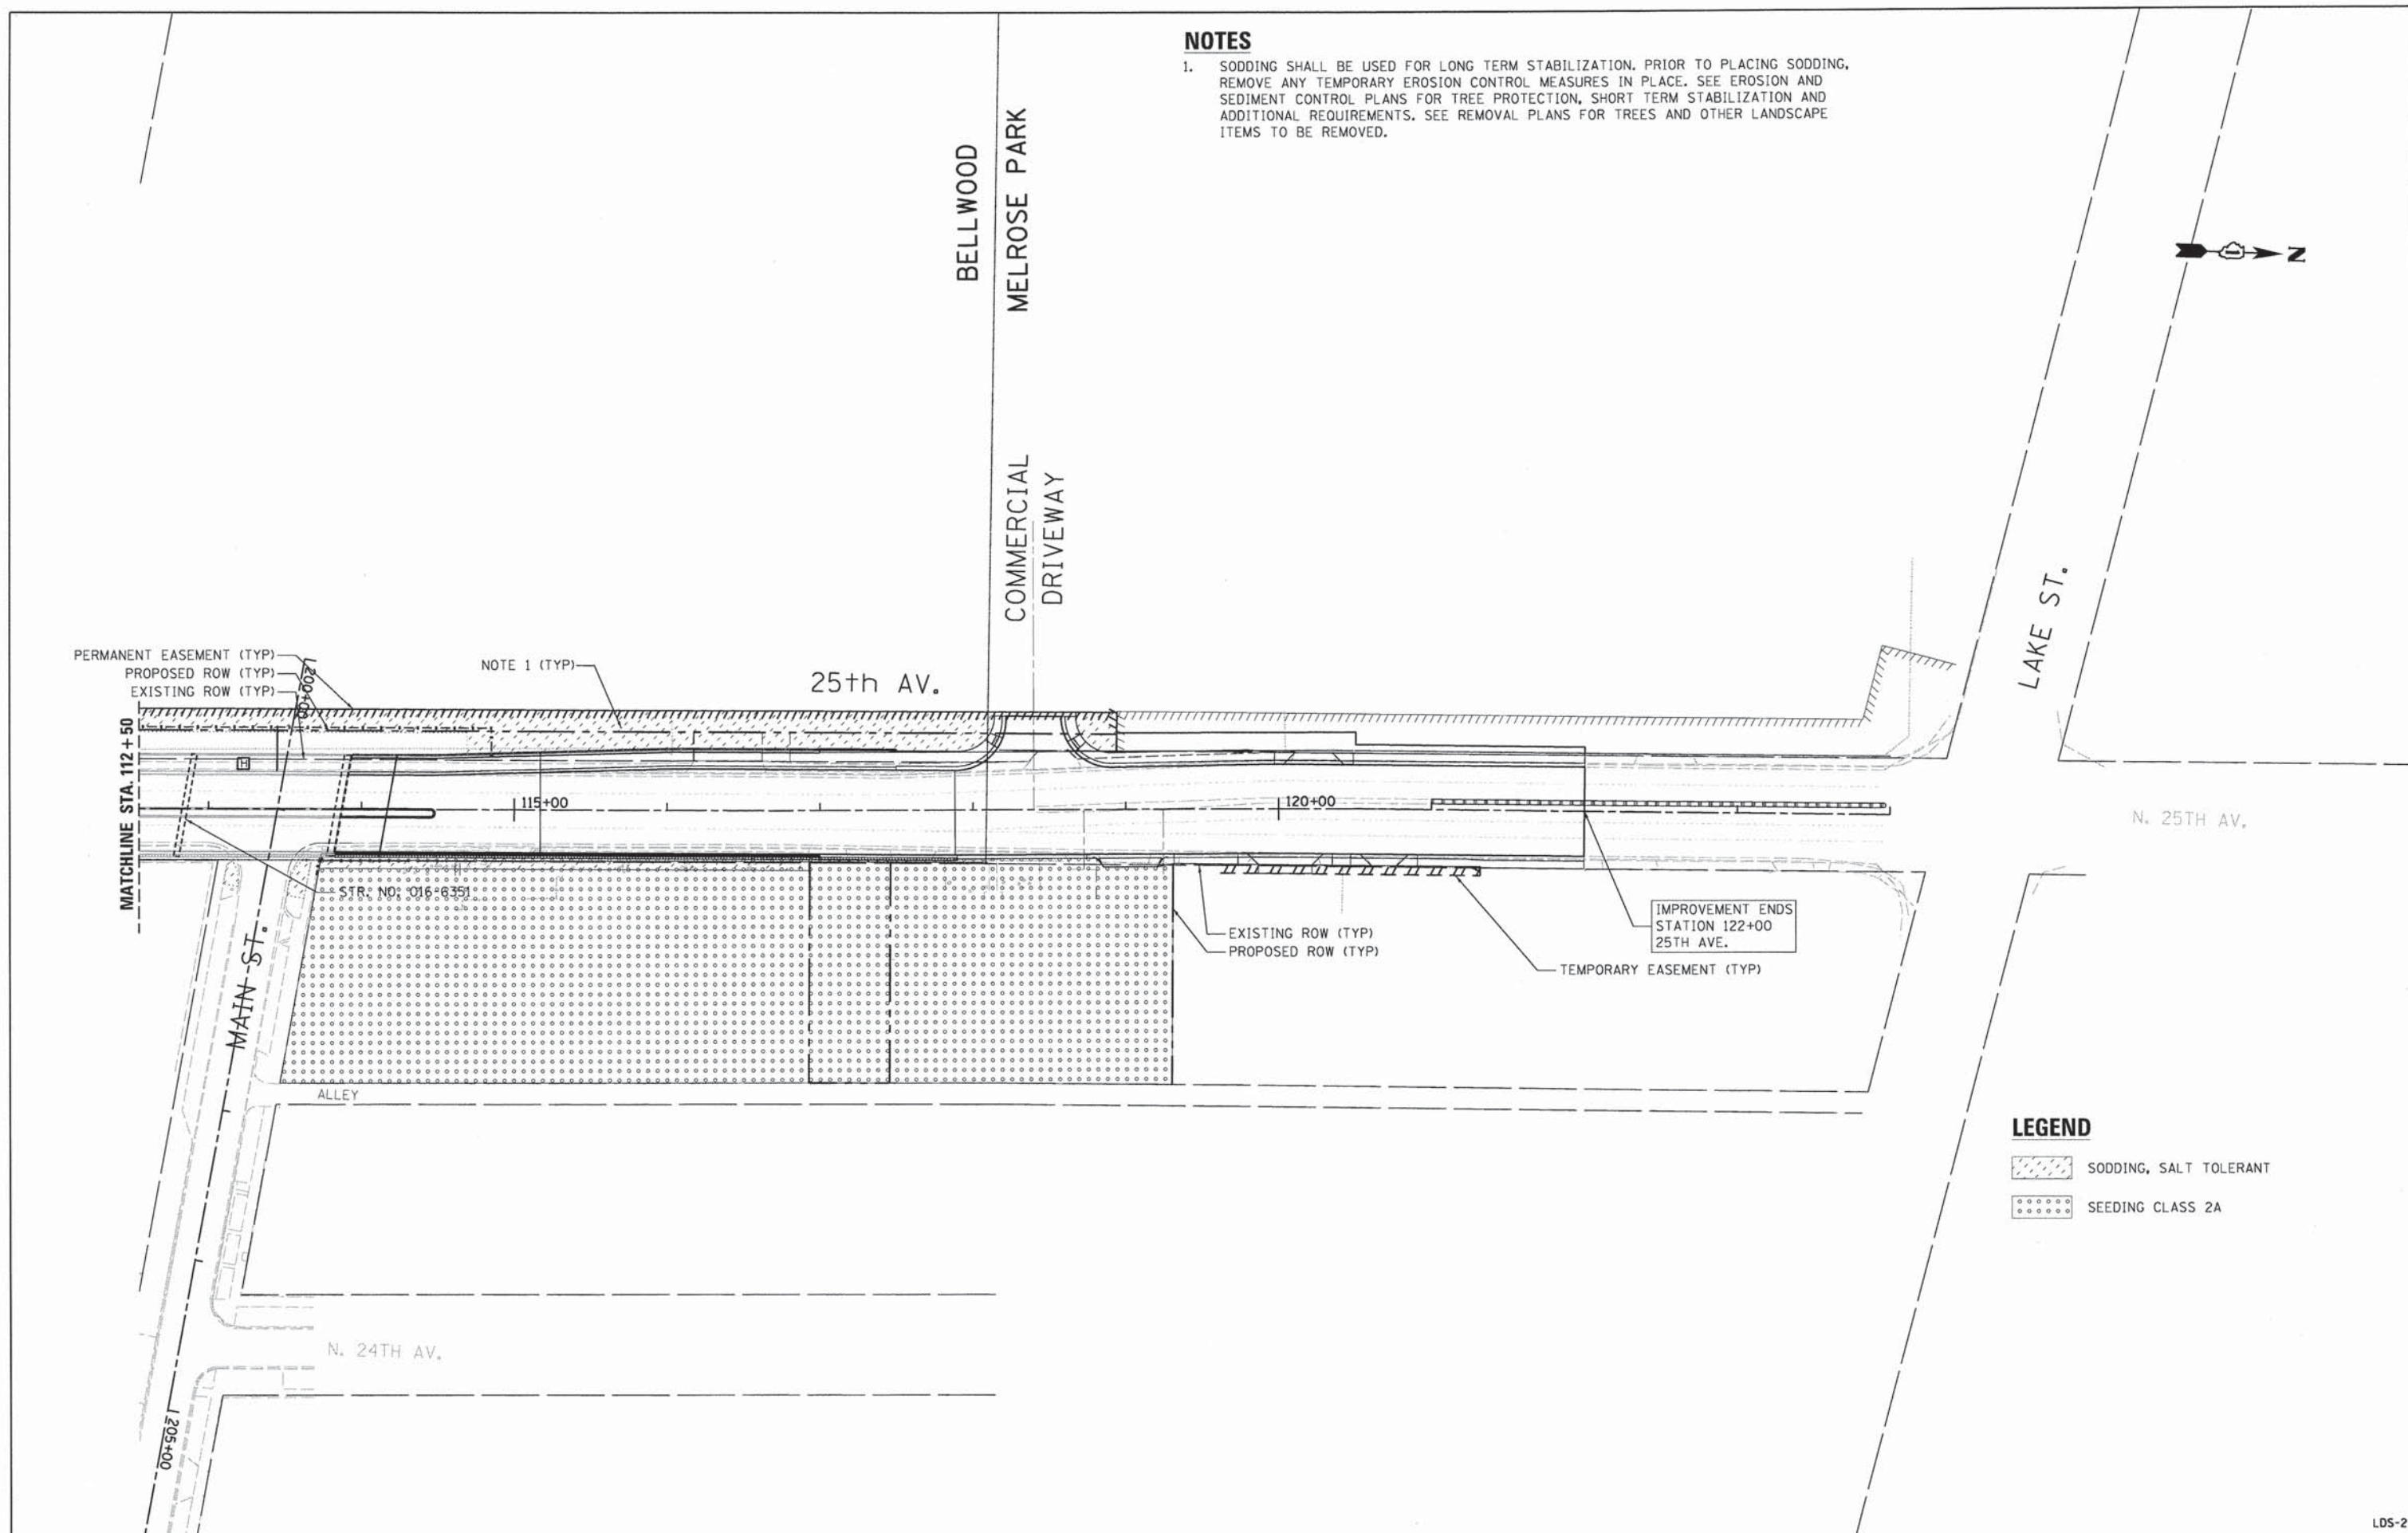 NOTES
1. SODDING SHALL BE USED FOR LONG TERM STABILIZATION. PRIOR TO PLACING SODDING,
REMOVE ANY TEMPORARY EROSION CONTROL MEASURES IN PLACE. SEE EROSION AND
SEDIMENT CONTROL PLANS FOR TREE PROTECTION, SHORT TERM STABILIZATION AND
ADDITIONAL REQUIREMENTS. SEE REMOVAL PLANS FOR TREES AND OTHER LANDSCAPE
ITEMS TO BE REMOVED.
BELLWOOD
MELROSE PARK
N
COMMERCIAL
DRIVEWAY
LAKE ST.
PERMANENT EASEMENT (TYP)
PROPOSED ROW (TYP)
EXISTING ROW (TYP)
200+00
NOTE 1 (TYP)
25th AV.
MATCHLINE STA. 112+50
H
115+00
120+00
N. 25TH AV.
STR. NO. 016-6351
MAIN ST.
EXISTING ROW (TYP)
PROPOSED ROW (TYP)
IMPROVEMENT ENDS
STATION 122+00
25TH AVE.
TEMPORARY EASEMENT (TYP)
ALLEY
LEGEND
SODDING, SALT TOLERANT
SEEDING CLASS 2A
N. 24TH AV.
205+00
LDS-2